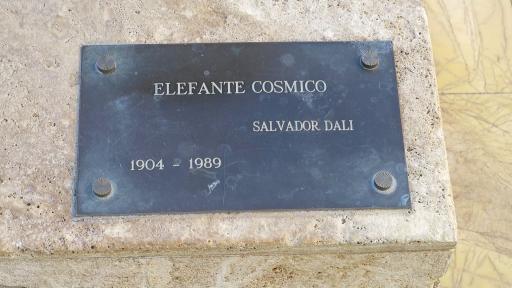 ELEFANTE COSMICO
SALVADOR DALI
1904 - 1989